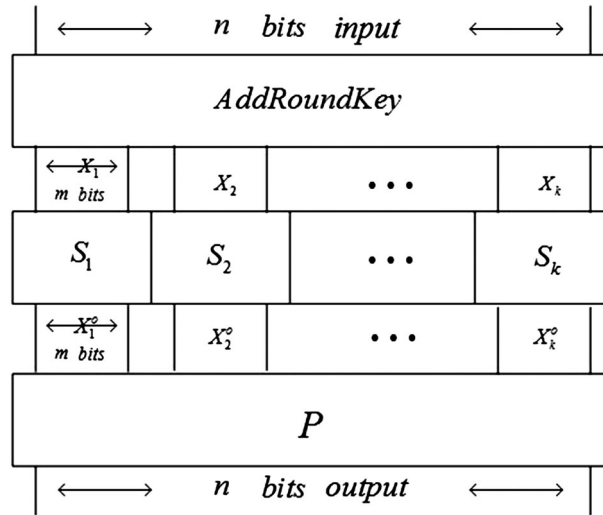 n bits input
AddRoundKey
X₁ X₂ ••• Xₖ
m bits
S₁ S₂ ••• Sₖ
X₁ᵒ X₂ᵒ ••• Xₖᵒ
m bits
P
n bits output